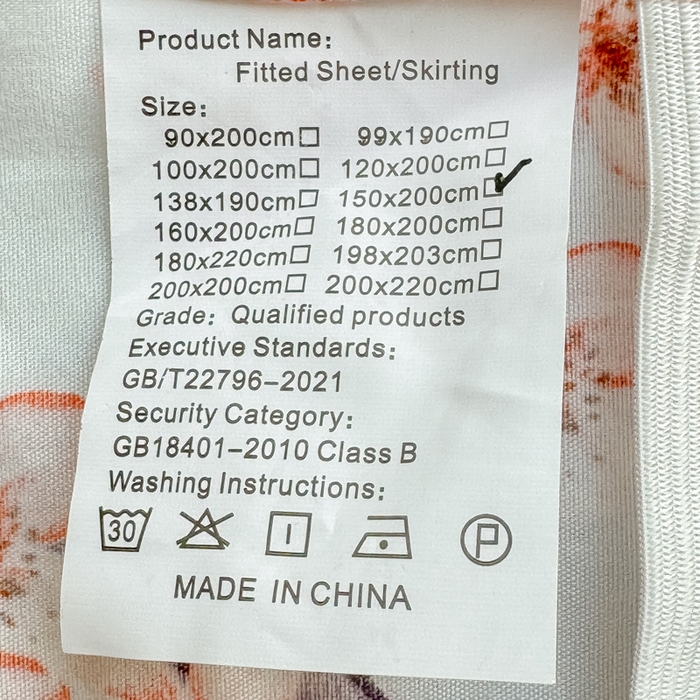 Product Name:
Fitted Sheet/Skirting
Size:
90x200cm☐ 99x190cm☐
100x200cm☐ 120x200cm☐
138x190cm☐ 150x200cm☑
160x200cm☐ 180x200cm☐
180x220cm☐ 198x203cm☐
200x200cm☐ 200x220cm☐
Grade: Qualified products
Executive Standards:
GB/T22796-2021
Security Category:
GB18401-2010 Class B
Washing Instructions:
30 P
MADE IN CHINA